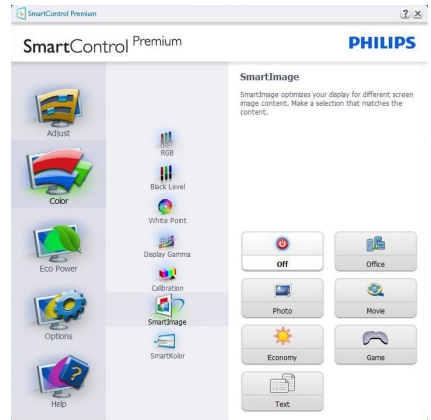 SmartControl Premium
SmartControl Premium
PHILIPS
Adjust
Color
Eco Power
Options
Help
RGB
Black Level
White Point
Display Gamma
Calibration
SmartImage
SmartKolor
SmartImage
SmartImage optimizes your display for different screen
image content. Make a selection that matches the
content.
Off
Office
Photo
Movie
Economy
Game
Text